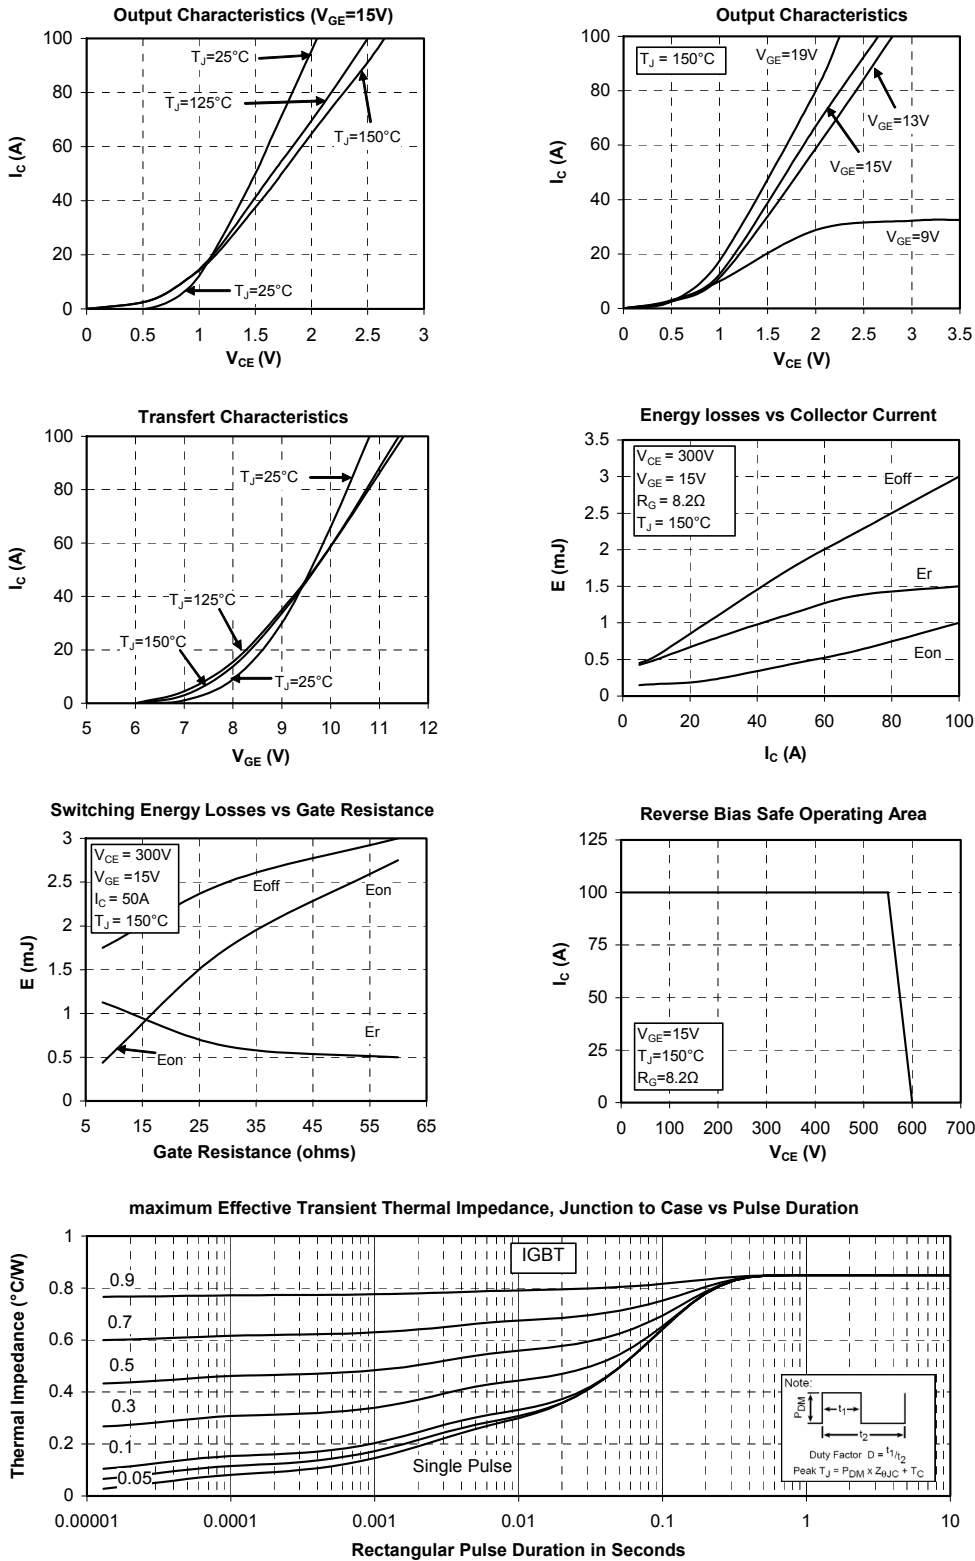 Output Characteristics (VGE=15V)
100
80
60
40
20
0
IC (A)
TJ=25°C
TJ=125°C
TJ=150°C
TJ=25°C
0 0.5 1 1.5 2 2.5 3
VCE (V)
Output Characteristics
100
80
60
40
20
0
IC (A)
TJ = 150°C
VGE=19V
VGE=13V
VGE=15V
VGE=9V
0 0.5 1 1.5 2 2.5 3 3.5
VCE (V)
Transfert Characteristics
100
80
60
40
20
0
IC (A)
TJ=25°C
TJ=125°C
TJ=150°C
TJ=25°C
5 6 7 8 9 10 11 12
VGE (V)
Energy losses vs Collector Current
3.5
3
2.5
2
1.5
1
0.5
0
E (mJ)
VCE = 300V
VGE = 15V
RG = 8.2Ω
TJ = 150°C
Eoff
Er
Eon
0 20 40 60 80 100
IC (A)
Switching Energy Losses vs Gate Resistance
3
2.5
2
1.5
1
0.5
0
E (mJ)
VCE = 300V
VGE =15V
IC = 50A
TJ = 150°C
Eoff
Eon
Er
Eon
5 15 25 35 45 55 65
Gate Resistance (ohms)
Reverse Bias Safe Operating Area
125
100
75
50
25
0
IC (A)
VGE=15V
TJ=150°C
RG=8.2Ω
0 100 200 300 400 500 600 700
VCE (V)
maximum Effective Transient Thermal Impedance, Junction to Case vs Pulse Duration
1
0.8
0.6
0.4
0.2
0
Thermal Impedance (°C/W)
IGBT
0.9
0.7
0.5
0.3
0.1
0.05
Single Pulse
Note:
PDM
t1
t2
Duty Factor D = t1/t2
Peak TJ = PDM x ZθJC + TC
0.00001 0.0001 0.001 0.01 0.1 1 10
Rectangular Pulse Duration in Seconds